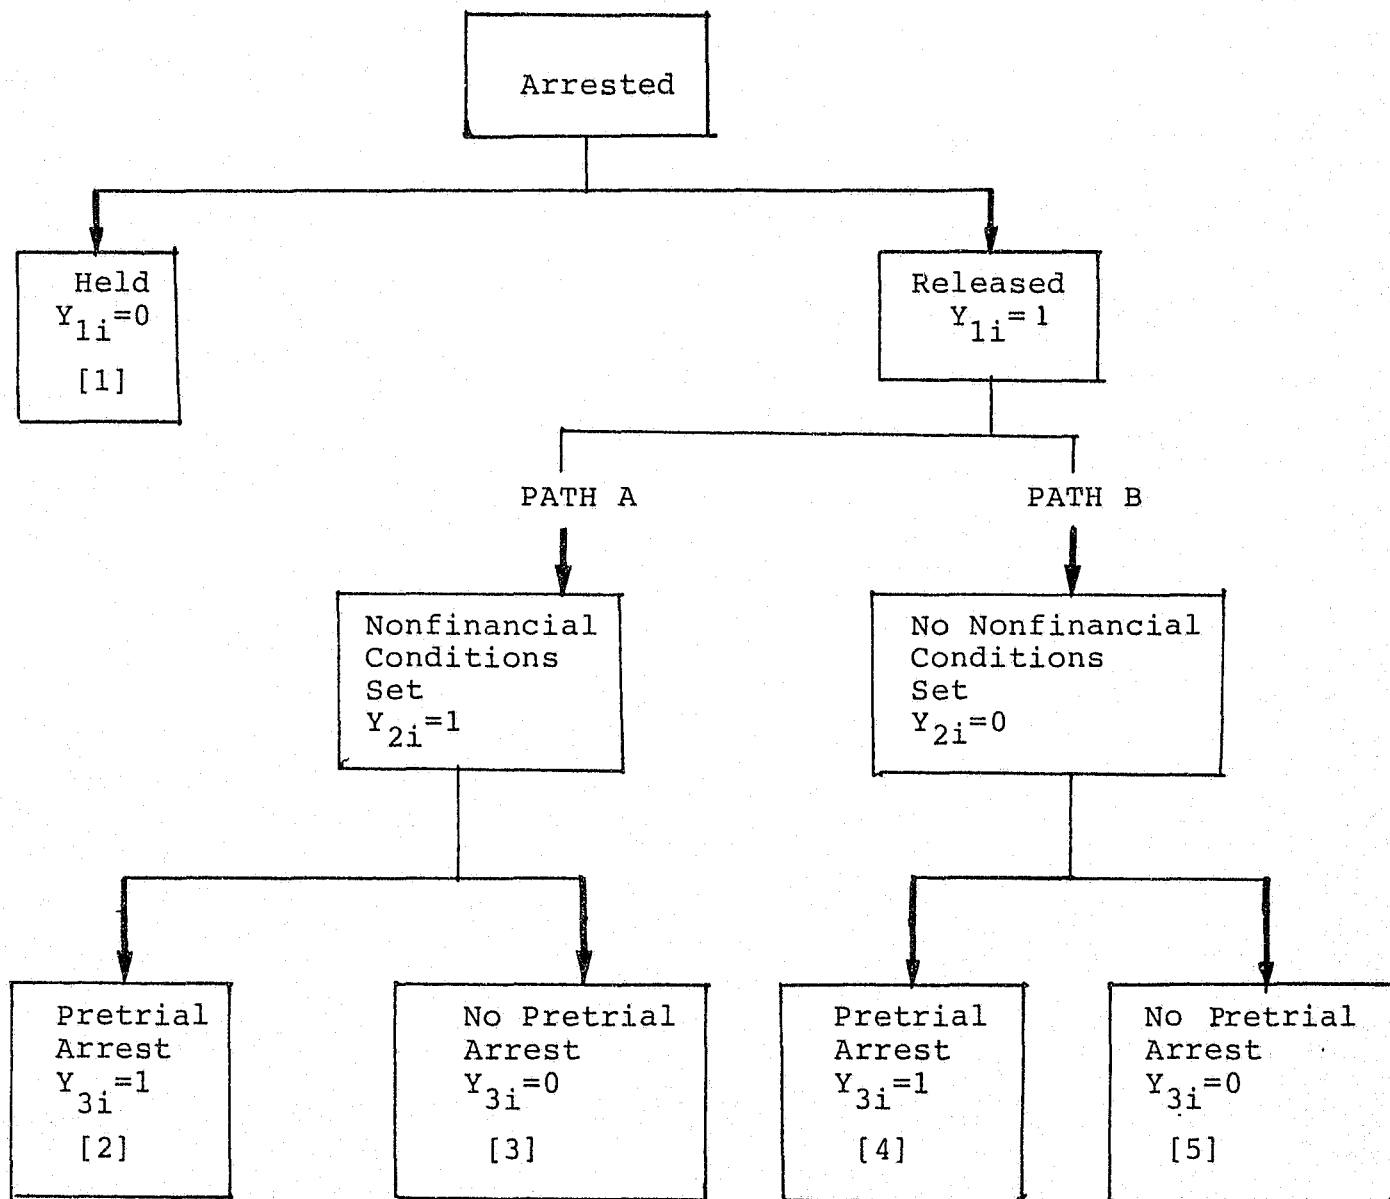 Arrested
Held
Y1i=0
[1]
Released
Y1i=1
PATH A
PATH B
Nonfinancial
Conditions
Set
Y2i=1
No Nonfinancial
Conditions
Set
Y2i=0
Pretrial
Arrest
Y3i=1
[2]
No Pretrial
Arrest
Y3i=0
[3]
Pretrial
Arrest
Y3i=1
[4]
No Pretrial
Arrest
Y3i=0
[5]